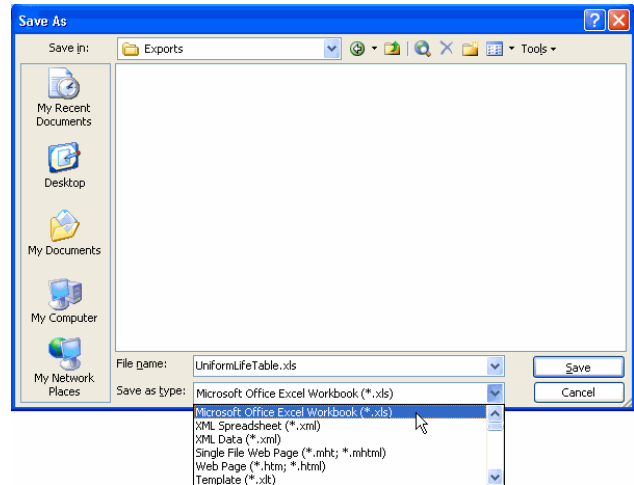 Save As
Save in: Exports Tools
My Recent
Documents
Desktop
My Documents
My Computer
My Network
Places
File name: UniformLifeTable.xls Save
Save as type: Microsoft Office Excel Workbook (*.xls) Cancel
Microsoft Office Excel Workbook (*.xls)
XML Spreadsheet (*.xml)
XML Data (*.xml)
Single File Web Page (*.mht; *.mhtml)
Web Page (*.htm; *.html)
Template (*.xlt)